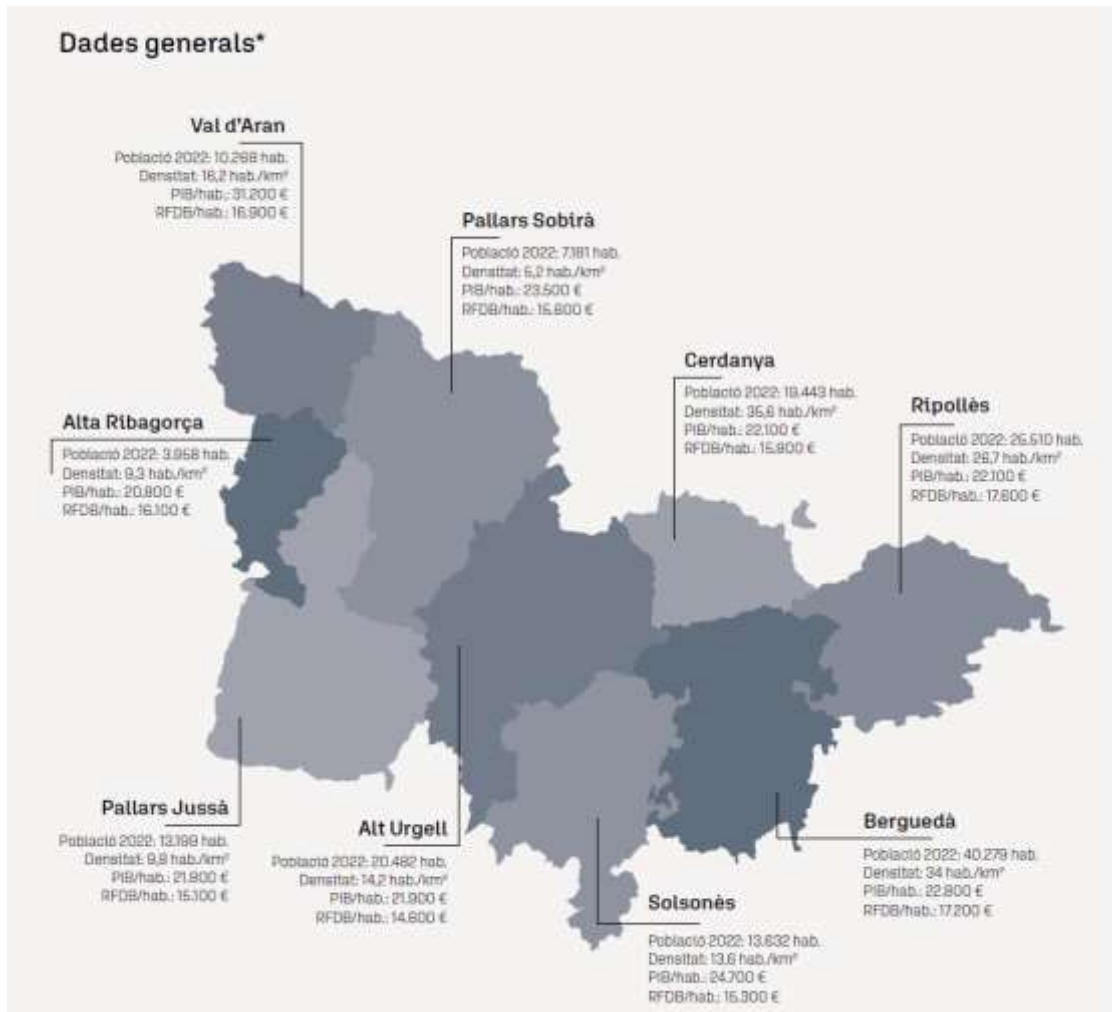 Dades generals*
Val d'Aran
Població 2022: 10.268 hab.
Densitat: 16,2 hab./km²
PIB/hab.: 31.200 €
RFDB/hab.: 16.900 €
Pallars Sobirà
Població 2022: 7.181 hab.
Densitat: 5,2 hab./km²
PIB/hab.: 23.500 €
RFDB/hab.: 15.600 €
Cerdanya
Població 2022: 19.443 hab.
Densitat: 35,6 hab./km²
PIB/hab.: 22.100 €
RFDB/hab.: 15.900 €
Ripollès
Població 2022: 25.510 hab.
Densitat: 26,7 hab./km²
PIB/hab.: 22.100 €
RFDB/hab.: 17.600 €
Alta Ribagorça
Població 2022: 3.958 hab.
Densitat: 9,3 hab./km²
PIB/hab.: 20.800 €
RFDB/hab.: 16.100 €
Pallars Jussà
Població 2022: 13.199 hab.
Densitat: 9,9 hab./km²
PIB/hab.: 21.800 €
RFDB/hab.: 15.100 €
Alt Urgell
Població 2022: 20.482 hab.
Densitat: 14,2 hab./km²
PIB/hab.: 21.900 €
RFDB/hab.: 14.600 €
Berguedà
Població 2022: 40.279 hab.
Densitat: 34 hab./km²
PIB/hab.: 22.800 €
RFDB/hab.: 17.200 €
Solsonès
Població 2022: 13.632 hab.
Densitat: 13,6 hab./km²
PIB/hab.: 24.700 €
RFDB/hab.: 15.300 €